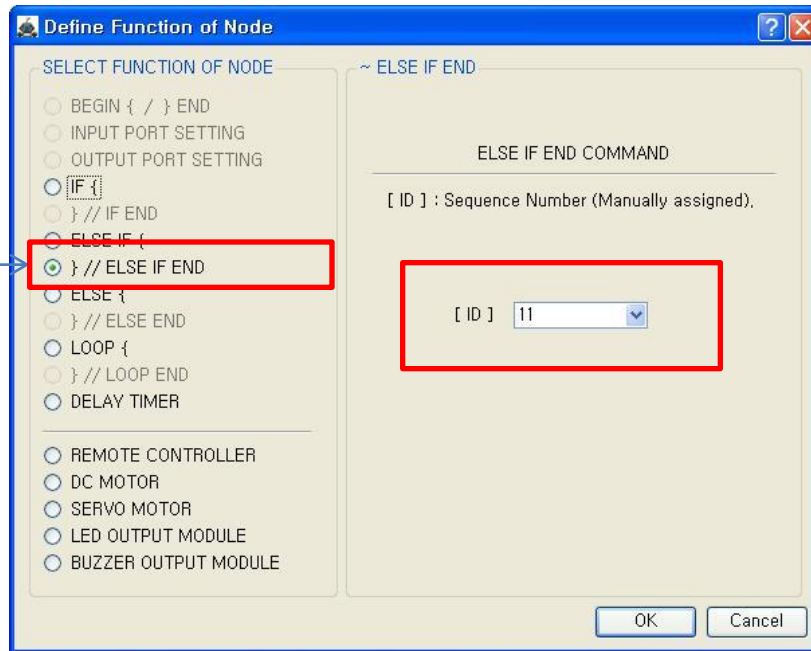 Define Function of Node
SELECT FUNCTION OF NODE
BEGIN { / } END
INPUT PORT SETTING
OUTPUT PORT SETTING
IF {
} // IF END
ELSE IF {
} // ELSE IF END
ELSE {
} // ELSE END
LOOP {
} // LOOP END
DELAY TIMER
REMOTE CONTROLLER
DC MOTOR
SERVO MOTOR
LED OUTPUT MODULE
BUZZER OUTPUT MODULE
~ ELSE IF END
ELSE IF END COMMAND
[ ID ] : Sequence Number (Manually assigned),
[ ID ] 11
OK Cancel